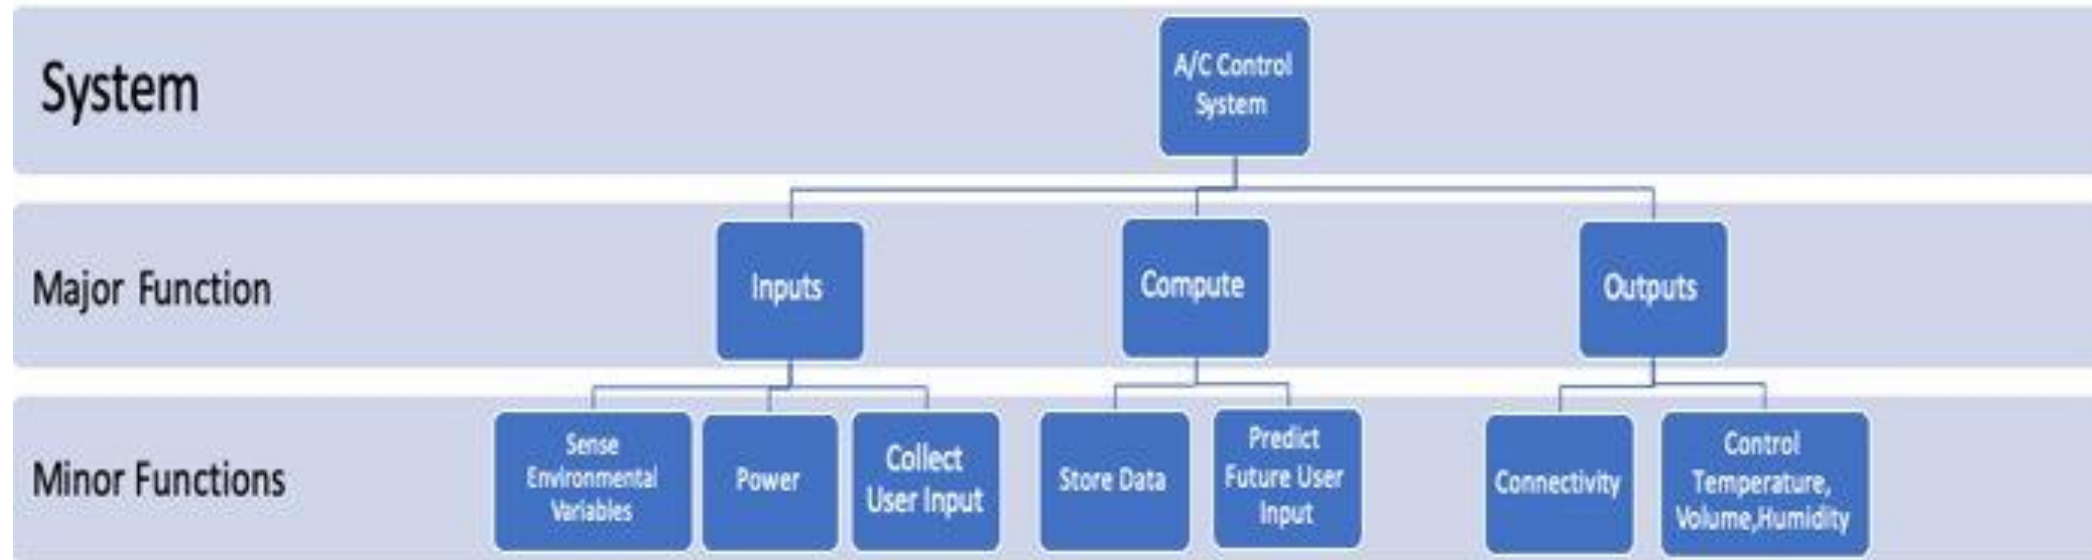 System
A/C Control
System
Major Function
Inputs
Compute
Outputs
Minor Functions
Sense
Environmental
Variables
Power
Collect
User Input
Store Data
Predict
Future User
Input
Connectivity
Control
Temperature,
Volume,Humidity